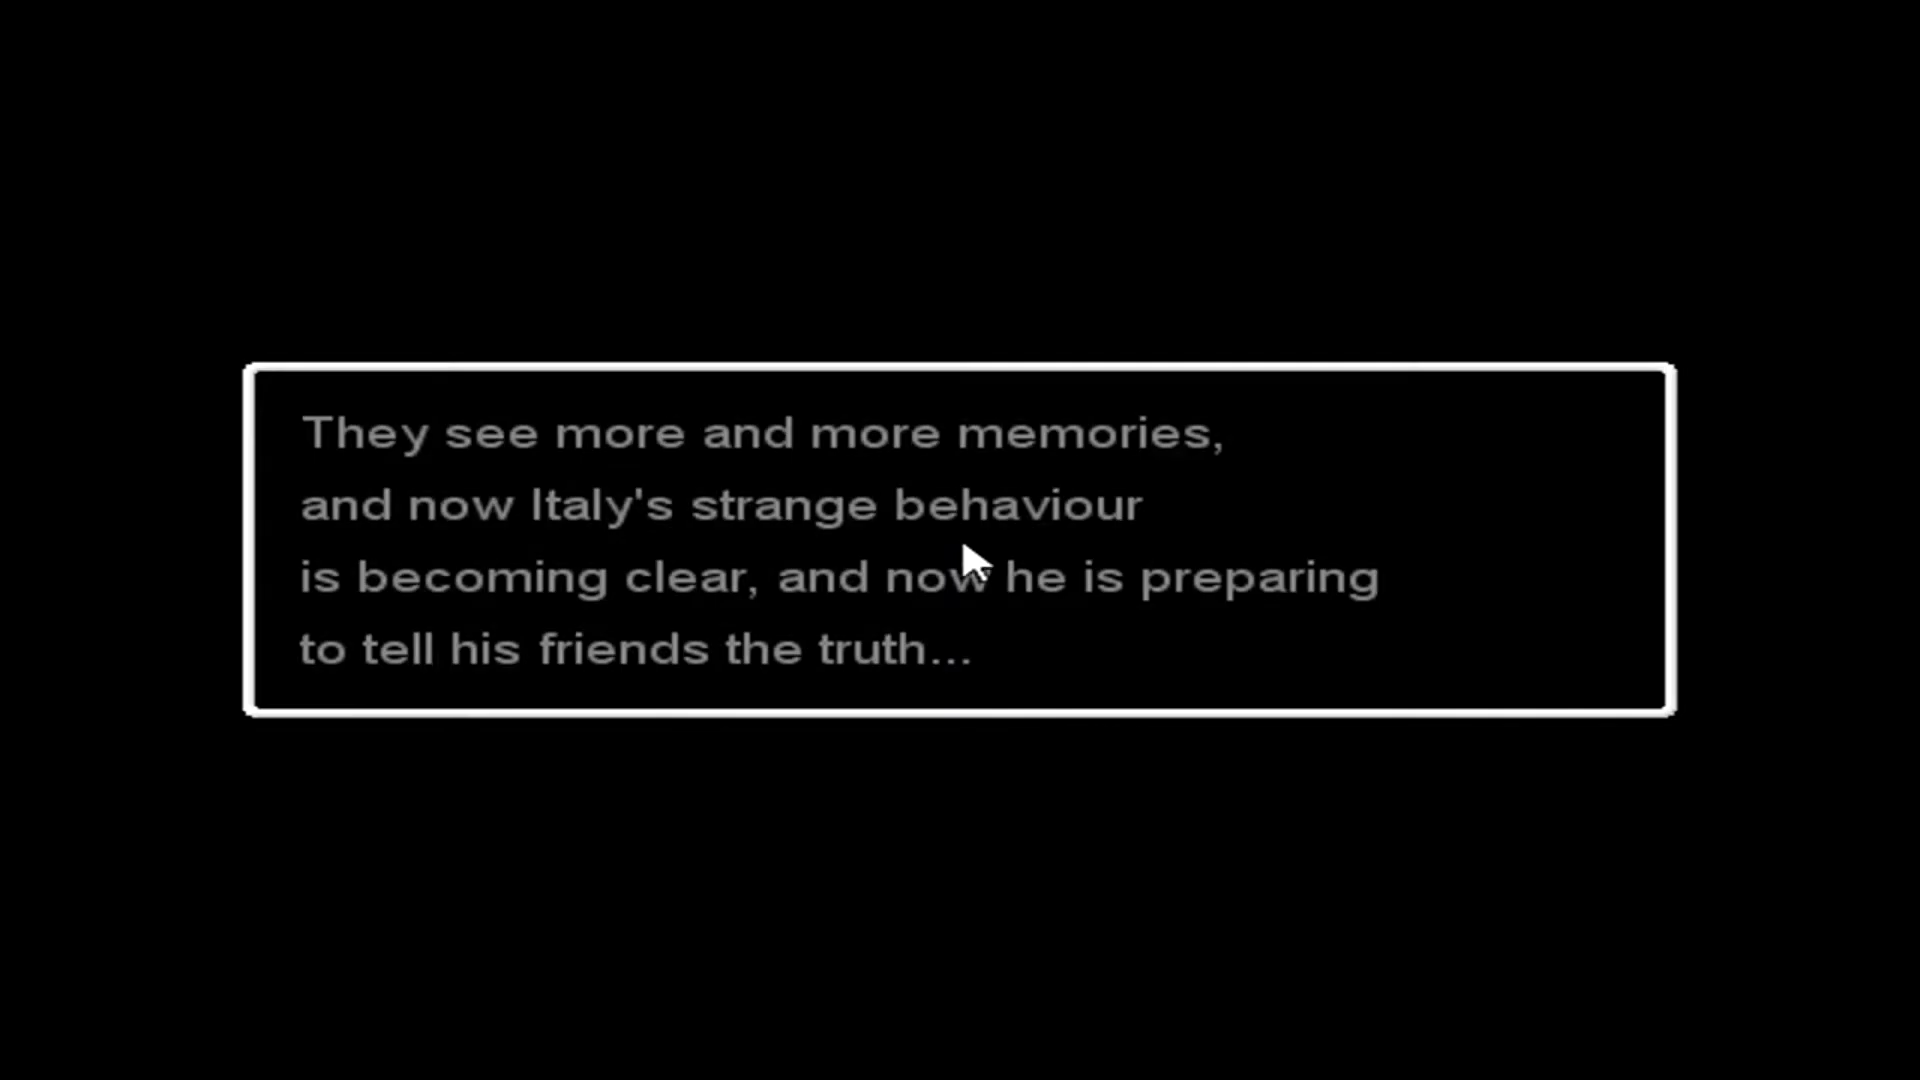 They see more and more memories,
and now Italy's strange behaviour
is becoming clear, and now he is preparing
to tell his friends the truth...